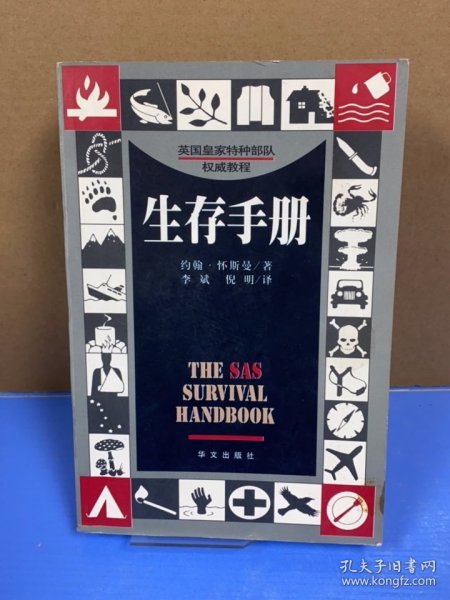 英国皇家特种部队
权威教程
生存手册
约翰·怀斯曼/著
李斌 倪明/译
THE SAS
SURVIVAL
HANDBOOK
华文出版社
孔夫子旧书网
www.kongfz.com